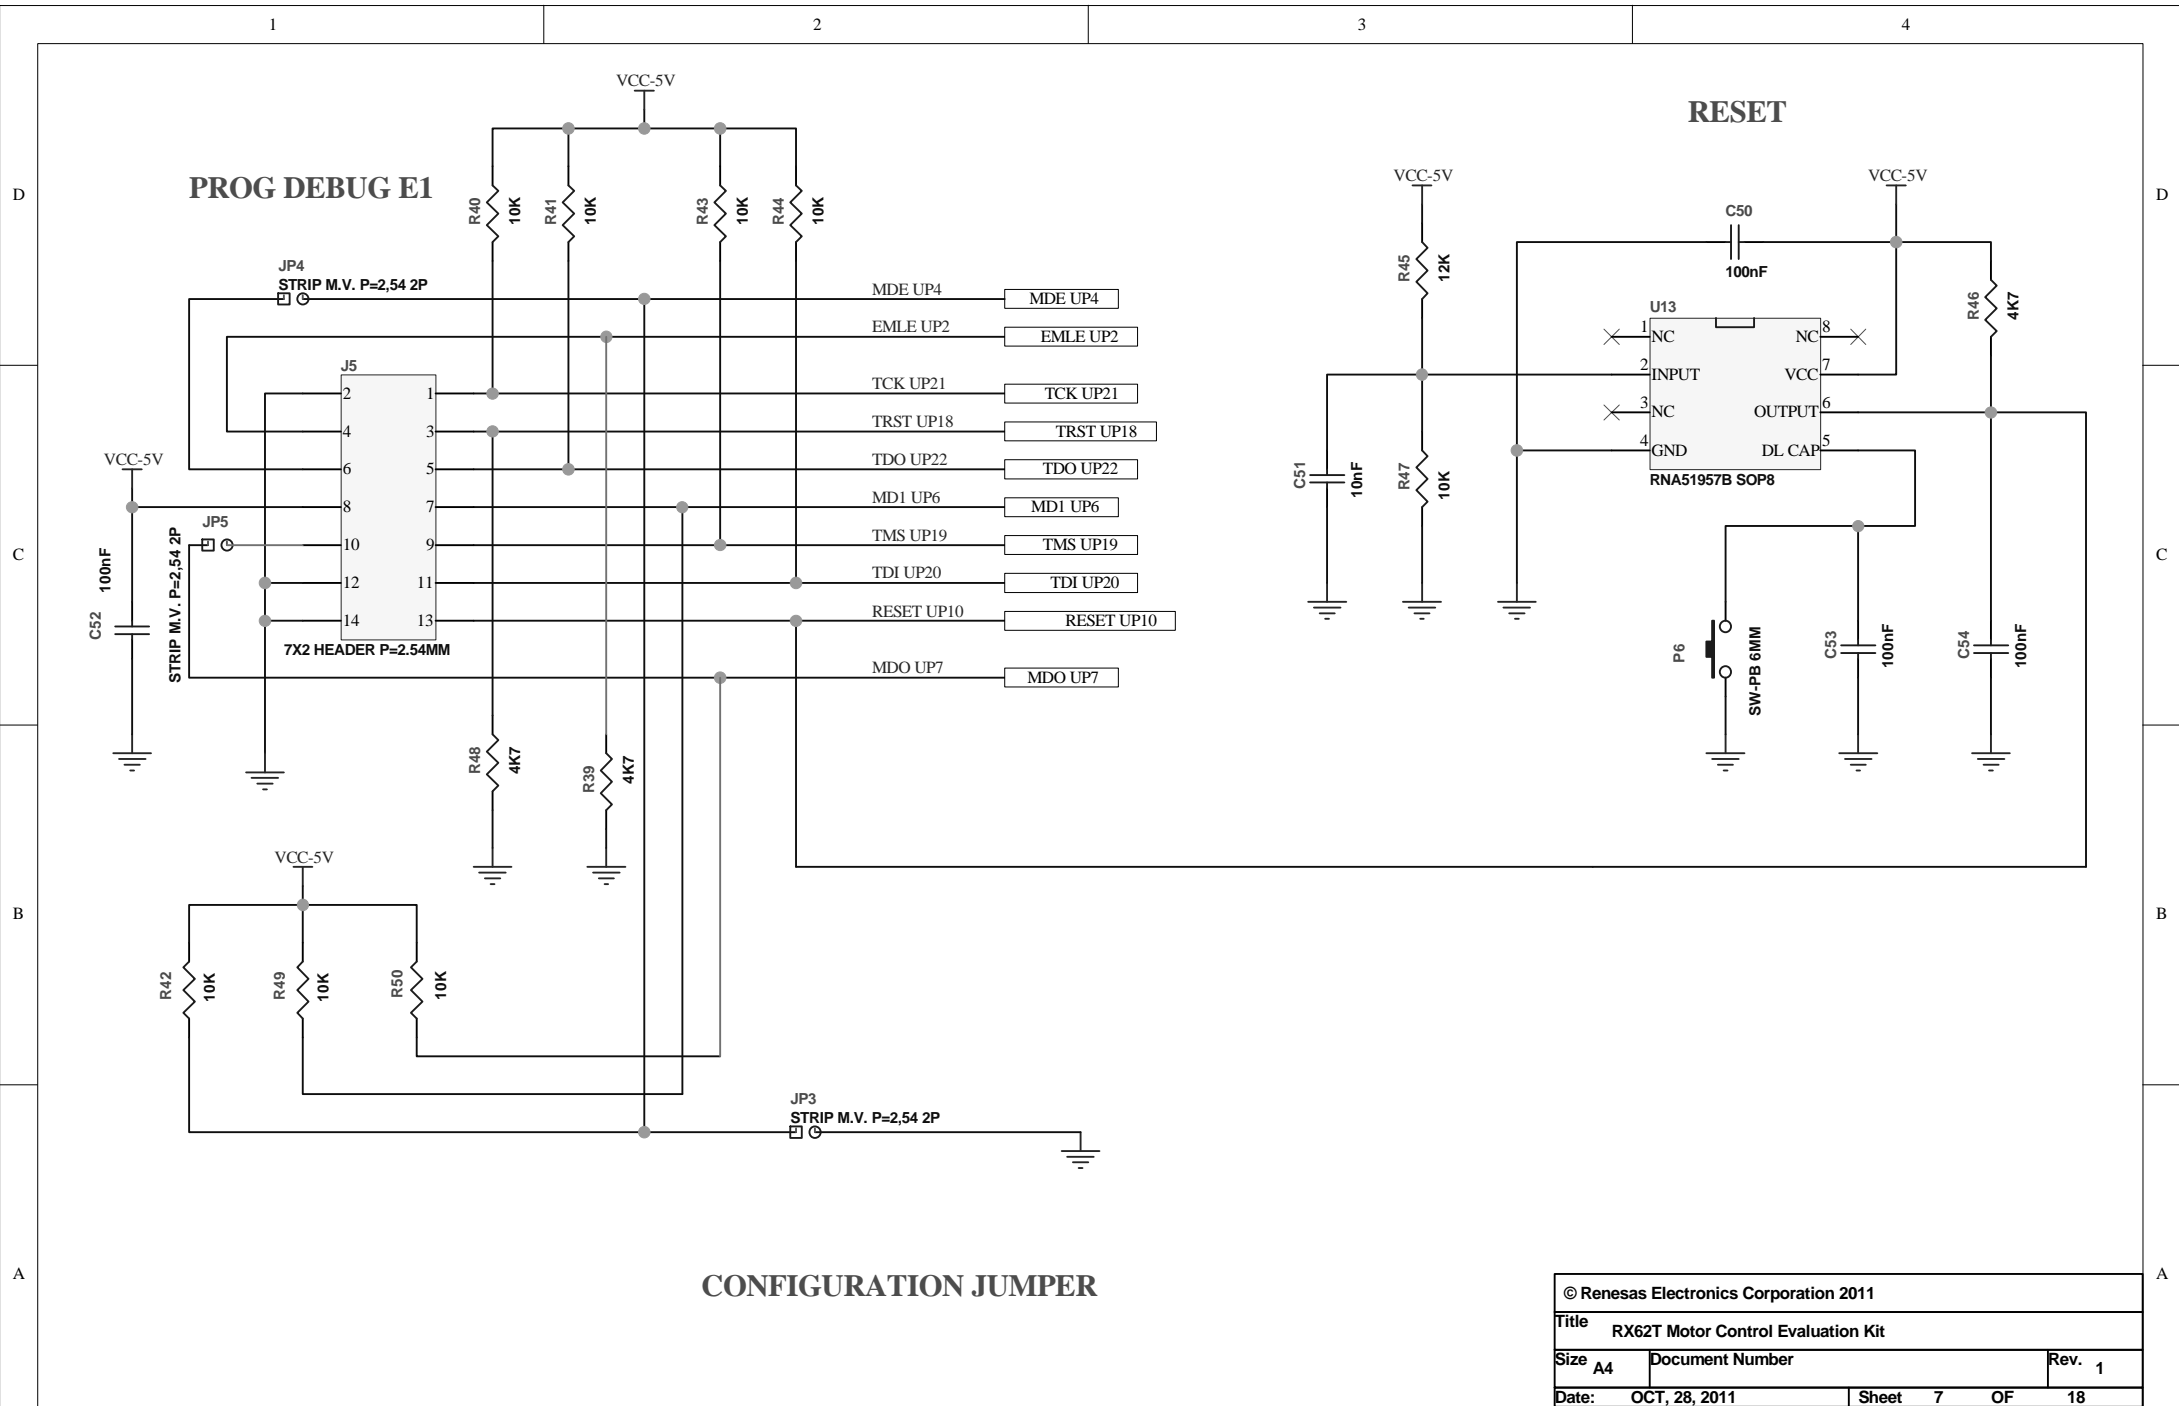 1 2 3 4
D C B A
D C B A
PROG DEBUG E1
VCC-5V
R40 10K
R41 10K
R43 10K
R44 10K
JP4
STRIP M.V. P=2,54 2P
MDE UP4 MDE UP4
EMLE UP2 EMLE UP2
J5
2 1 TCK UP21 TCK UP21
4 3 TRST UP18 TRST UP18
6 5 TDO UP22 TDO UP22
8 7 MD1 UP6 MD1 UP6
10 9 TMS UP19 TMS UP19
12 11 TDI UP20 TDI UP20
14 13 RESET UP10 RESET UP10
7X2 HEADER P=2.54MM
MDO UP7 MDO UP7
VCC-5V
C52 100nF
JP5
STRIP M.V. P=2,54 2P
R48 4K7
R39 4K7
VCC-5V
R42 10K
R49 10K
R50 10K
JP3
STRIP M.V. P=2,54 2P
CONFIGURATION JUMPER
RESET
VCC-5V
VCC-5V
C50
100nF
R45 12K
R46 4K7
U13
1 NC NC 8
2 INPUT VCC 7
3 NC OUTPUT 6
4 GND DL CAP 5
RNA51957B SOP8
C51 10nF
R47 10K
P6 SW-PB 6MM
C53 100nF
C54 100nF
© Renesas Electronics Corporation 2011
Title RX62T Motor Control Evaluation Kit
Size A4 Document Number Rev. 1
Date: OCT, 28, 2011 Sheet 7 OF 18